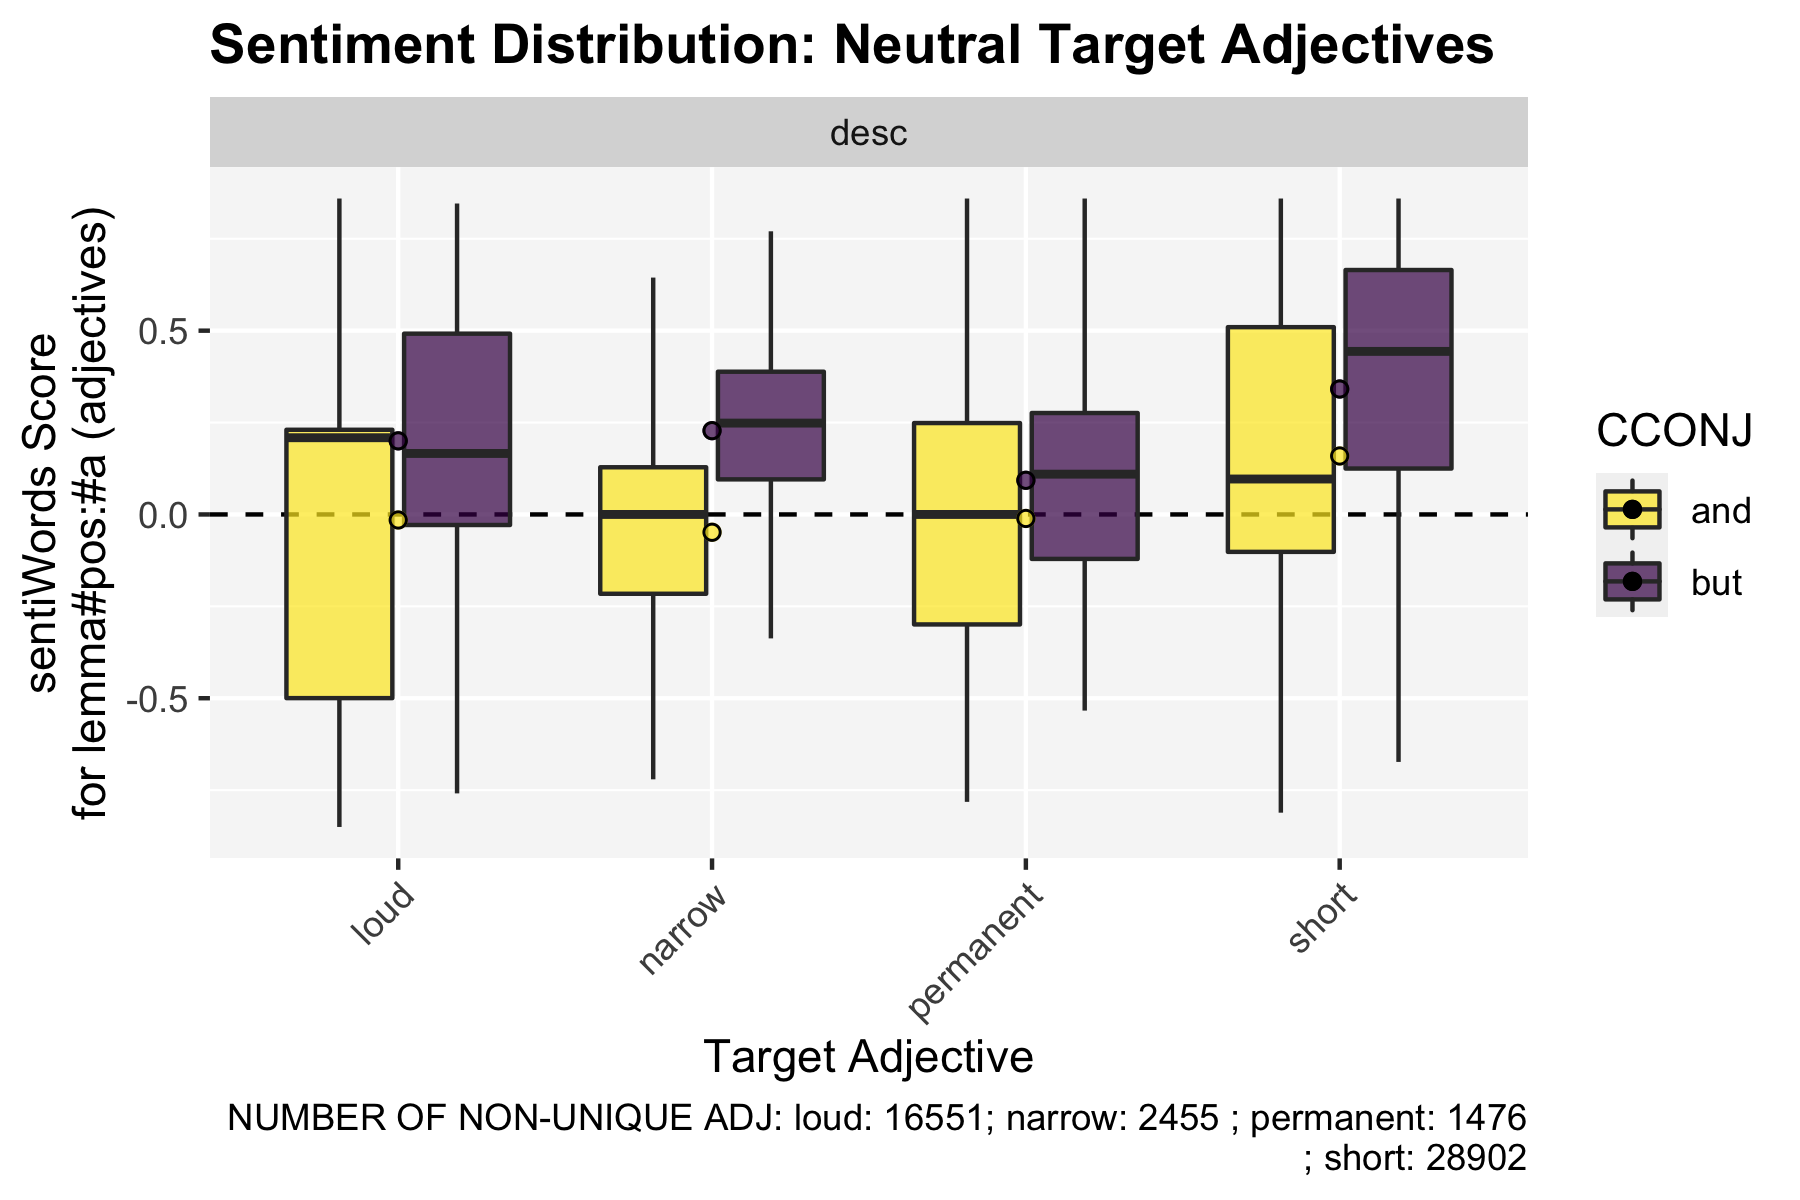 Sentiment Distribution: Neutral Target Adjectives
desc
sentiWords Score
for lemma#pos:#a (adjectives)
0.5
0.0
-0.5
loud
narrow
permanent
short
Target Adjective
CCONJ
and
but
NUMBER OF NON-UNIQUE ADJ: loud: 16551; narrow: 2455 ; permanent: 1476
; short: 28902